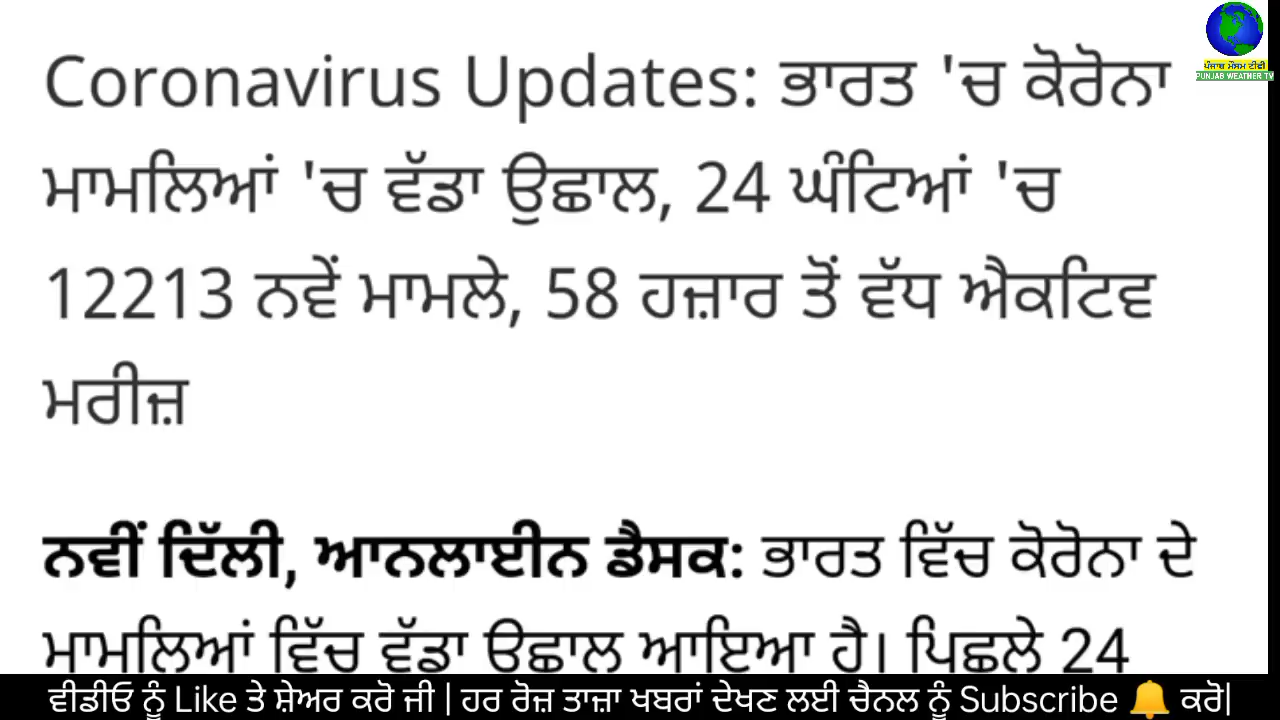 Coronavirus Updates: ਭਾਰਤ 'ਚ ਕੋਰੋਨਾ
ਮਾਮਲਿਆਂ 'ਚ ਵੱਡਾ ਉਛਾਲ, 24 ਘੰਟਿਆਂ 'ਚ
12213 ਨਵੇਂ ਮਾਮਲੇ, 58 ਹਜ਼ਾਰ ਤੋਂ ਵੱਧ ਐਕਟਿਵ
ਮਰੀਜ਼
ਨਵੀਂ ਦਿੱਲੀ, ਆਨਲਾਈਨ ਡੈਸਕ: ਭਾਰਤ ਵਿੱਚ ਕੋਰੋਨਾ ਦੇ
ਮਾਮਲਿਆਂ ਵਿੱਚ ਵੱਡਾ ਉਛਾਲ ਆਇਆ ਹੈ। ਪਿਛਲੇ 24
ਵੀਡੀਓ ਨੂੰ Like ਤੇ ਸ਼ੇਅਰ ਕਰੋ ਜੀ | ਹਰ ਰੋਜ਼ ਤਾਜ਼ਾ ਖਬਰਾਂ ਦੇਖਣ ਲਈ ਚੈਨਲ ਨੂੰ Subscribe 🔔 ਕਰੋ|
ਪੰਜਾਬ ਮੌਸਮ ਟੀਵੀ
PUNJAB WEATHER TV